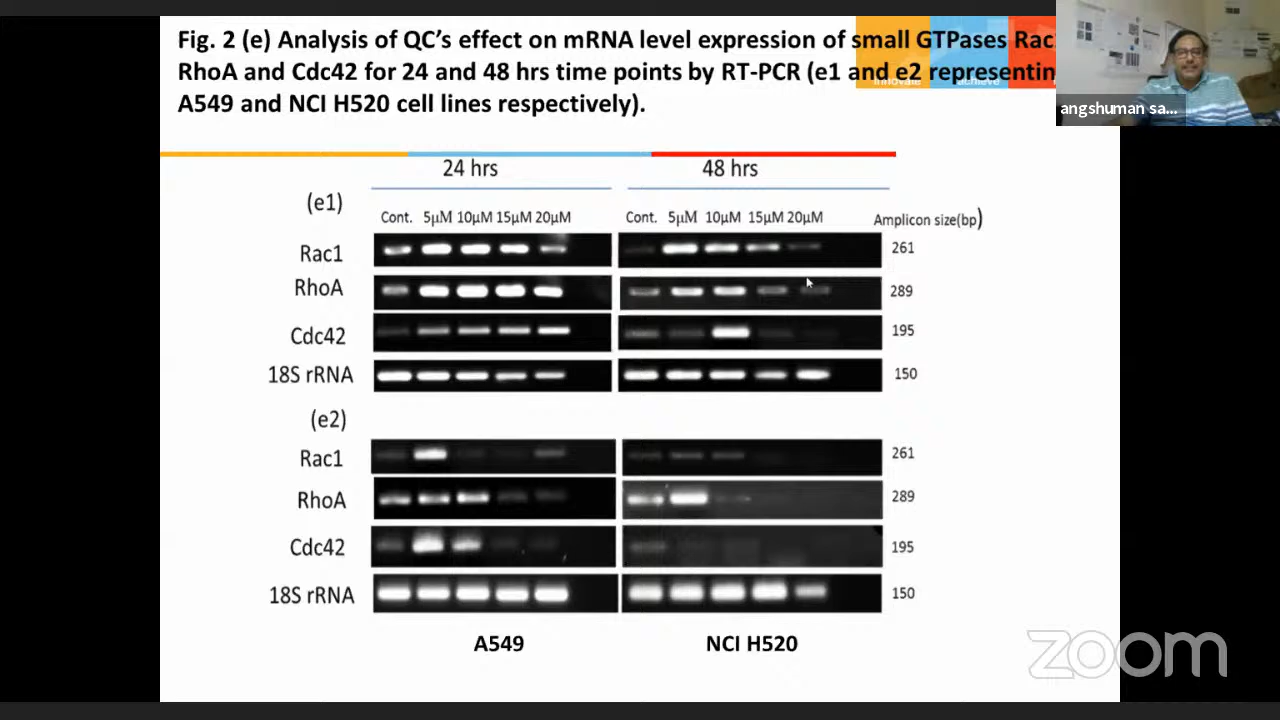 Fig. 2 (e) Analysis of QC's effect on mRNA level expression of small GTPases Rac
RhoA and Cdc42 for 24 and 48 hrs time points by RT-PCR (e1 and e2 representin
A549 and NCI H520 cell lines respectively).
innovate achieve
angshuman sa...
24 hrs 48 hrs
(e1)
Cont. 5μM 10μM 15μM 20μM Cont. 5μM 10μM 15μM 20μM Amplicon size(bp)
Rac1 261
RhoA 289
Cdc42 195
18S rRNA 150
(e2)
Rac1 261
RhoA 289
Cdc42 195
18S rRNA 150
A549 NCI H520
zoom